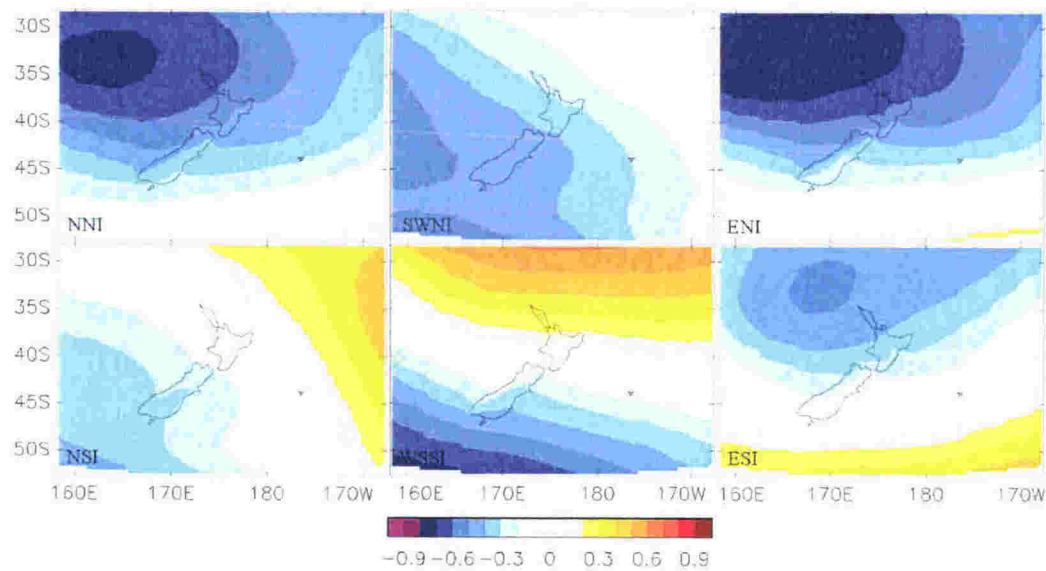 30S
35S
40S
45S
50S
NNI
SWNI
ENI
30S
35S
40S
45S
50S
NSI
WSSI
ESI
160E 170E 180 170W 160E 170E 180 170W 160E 170E 180 170W
-0.9 -0.6 -0.3 0 0.3 0.6 0.9